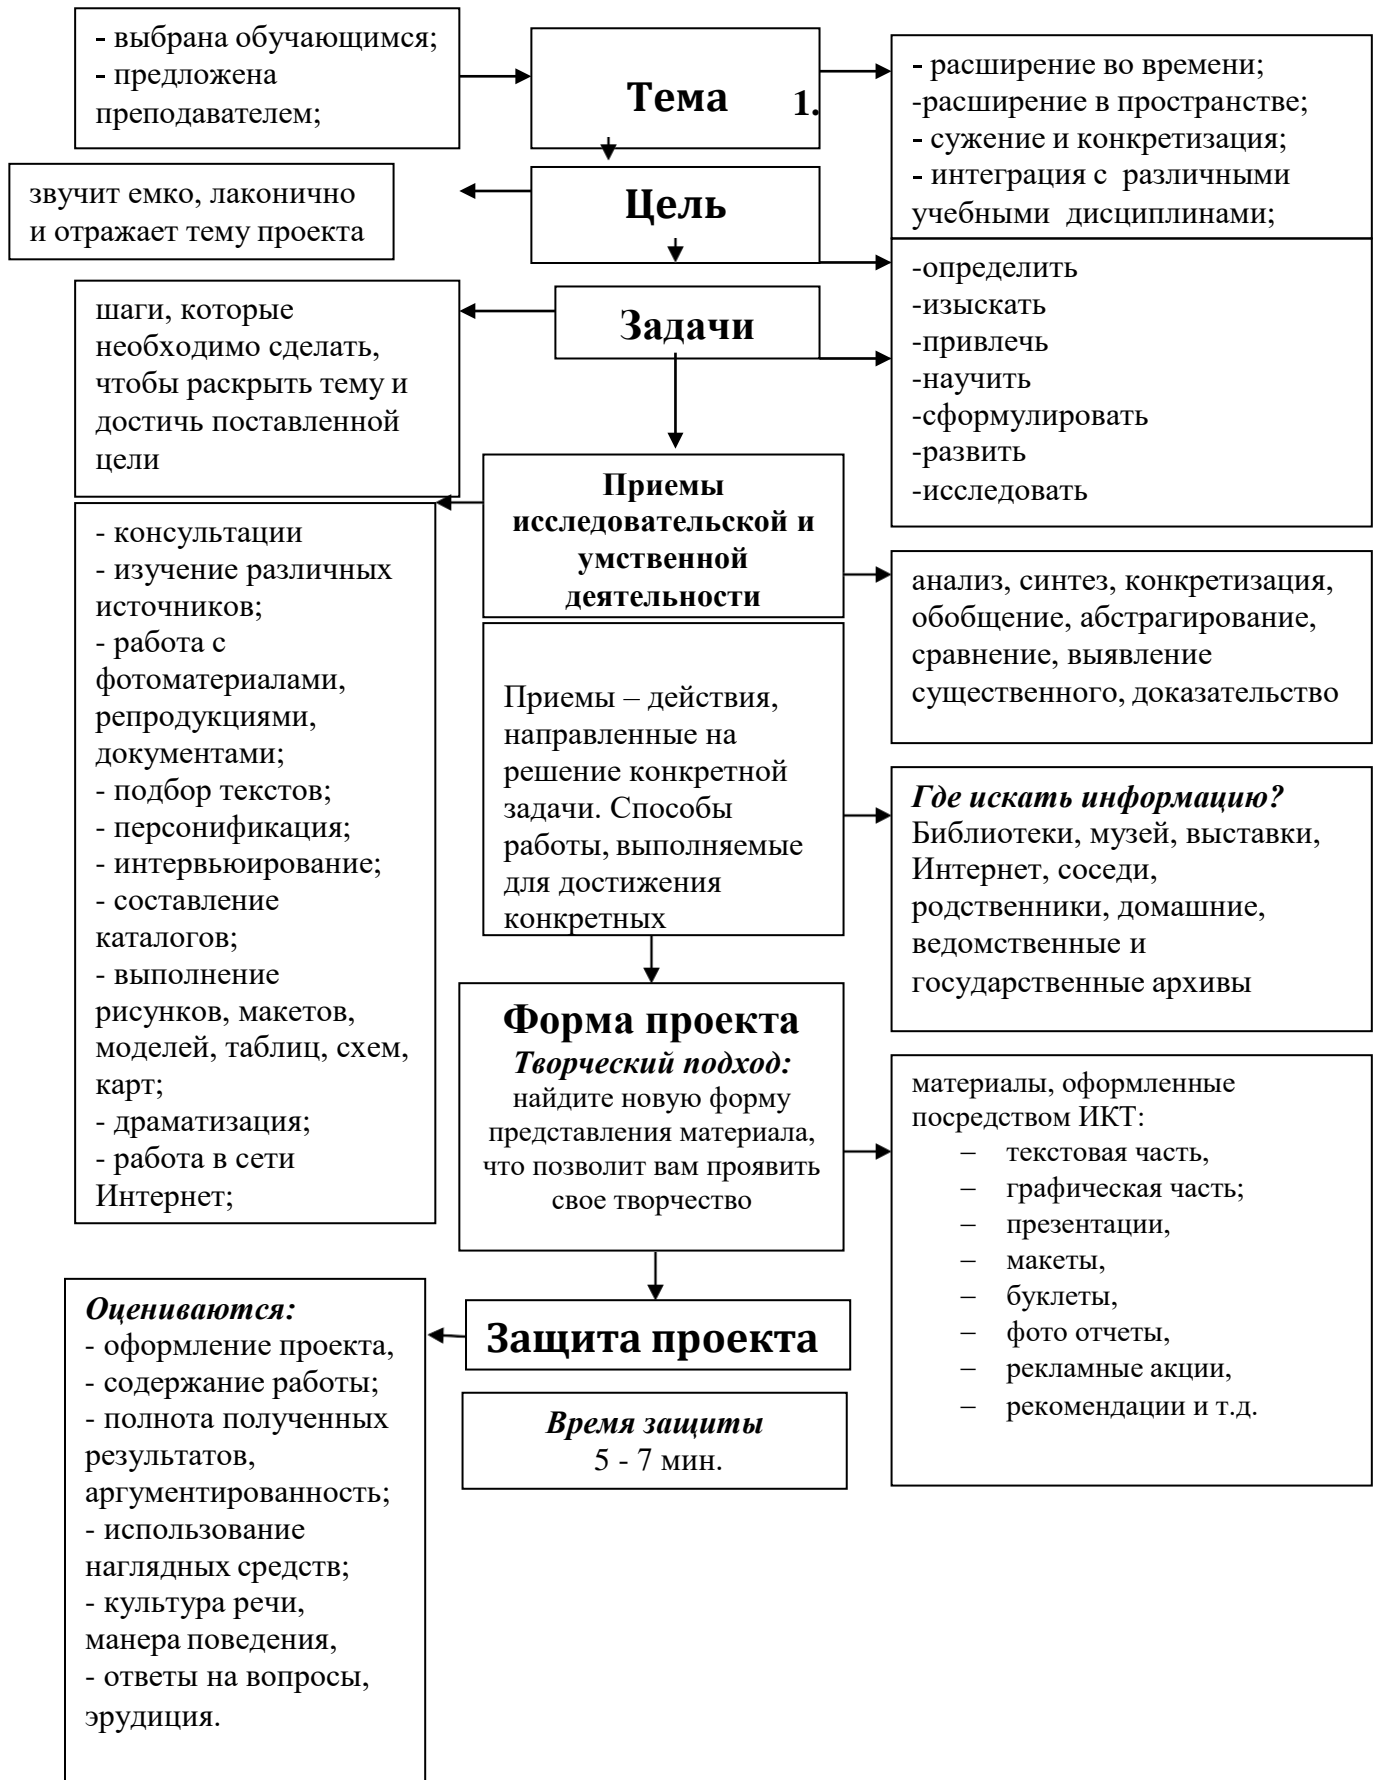 - выбрана обучающимся;
- предложена
преподавателем;
Тема 1.
- расширение во времени;
-расширение в пространстве;
- сужение и конкретизация;
- интеграция с различными
учебными дисциплинами;
звучит емко, лаконично
и отражает тему проекта
Цель
-определить
-изыскать
-привлечь
-научить
-сформулировать
-развить
-исследовать
шаги, которые
необходимо сделать,
чтобы раскрыть тему и
достичь поставленной
цели
Задачи
Приемы
исследовательской и
умственной
деятельности
- консультации
- изучение различных
источников;
- работа с
фотоматериалами,
репродукциями,
документами;
- подбор текстов;
- персонификация;
- интервьюирование;
- составление
каталогов;
- выполнение
рисунков, макетов,
моделей, таблиц, схем,
карт;
- драматизация;
- работа в сети
Интернет;
анализ, синтез, конкретизация,
обобщение, абстрагирование,
сравнение, выявление
существенного, доказательство
Приемы – действия,
направленные на
решение конкретной
задачи. Способы
работы, выполняемые
для достижения
конкретных
Где искать информацию?
Библиотеки, музей, выставки,
Интернет, соседи,
родственники, домашние,
ведомственные и
государственные архивы
Форма проекта
Творческий подход:
найдите новую форму
представления материала,
что позволит вам проявить
свое творчество
материалы, оформленные
посредством ИКТ:
– текстовая часть,
– графическая часть;
– презентации,
– макеты,
– буклеты,
– фото отчеты,
– рекламные акции,
– рекомендации и т.д.
Защита проекта
Время защиты
5 - 7 мин.
Оцениваются:
- оформление проекта,
- содержание работы;
- полнота полученных
результатов,
аргументированность;
- использование
наглядных средств;
- культура речи,
манера поведения,
- ответы на вопросы,
эрудиция.